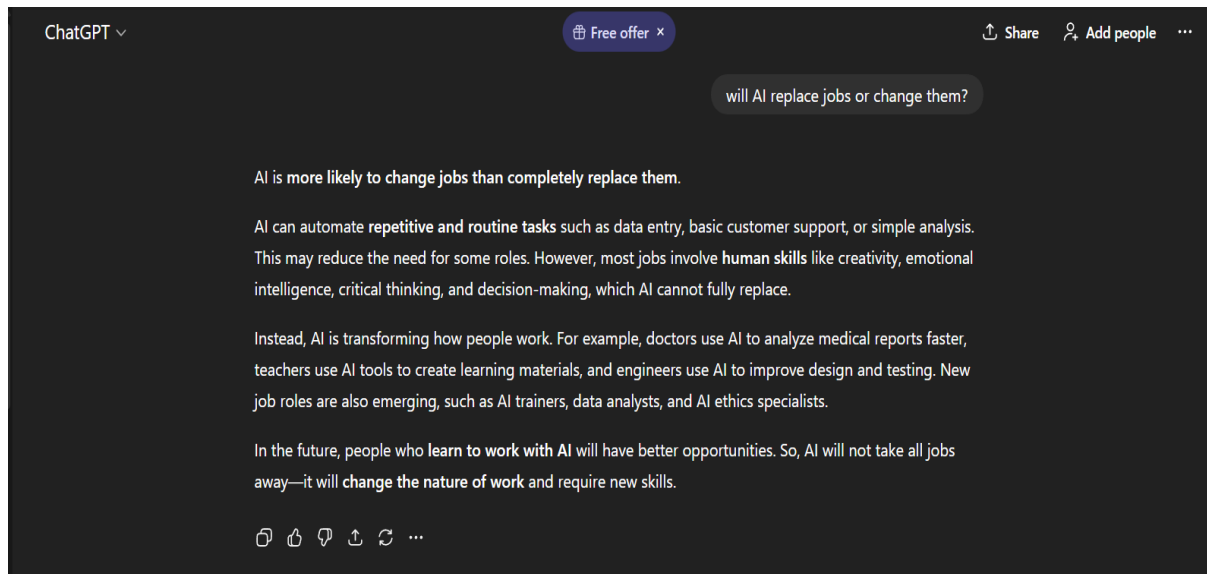 ChatGPT
Free offer ×
Share
Add people
will AI replace jobs or change them?
AI is more likely to change jobs than completely replace them.
AI can automate repetitive and routine tasks such as data entry, basic customer support, or simple analysis.
This may reduce the need for some roles. However, most jobs involve human skills like creativity, emotional
intelligence, critical thinking, and decision-making, which AI cannot fully replace.
Instead, AI is transforming how people work. For example, doctors use AI to analyze medical reports faster,
teachers use AI tools to create learning materials, and engineers use AI to improve design and testing. New
job roles are also emerging, such as AI trainers, data analysts, and AI ethics specialists.
In the future, people who learn to work with AI will have better opportunities. So, AI will not take all jobs
away—it will change the nature of work and require new skills.